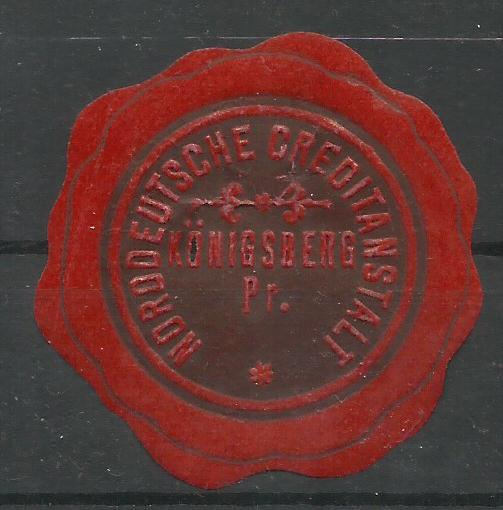 NORDDEUTSCHE CREDITANSTALT
KÖNIGSBERG
Pr.